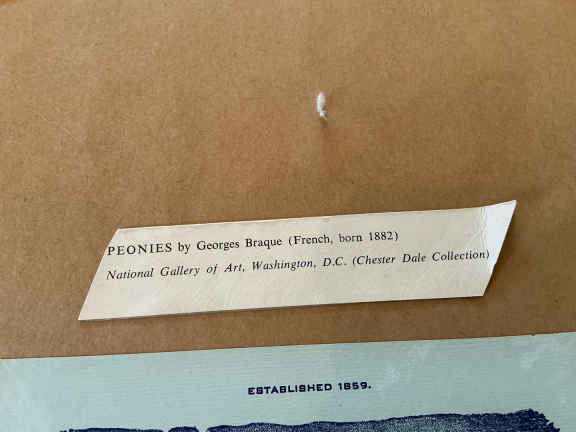 PEONIES by Georges Braque (French, born 1882)
National Gallery of Art, Washington, D.C. (Chester Dale Collection)
ESTABLISHED 1859.